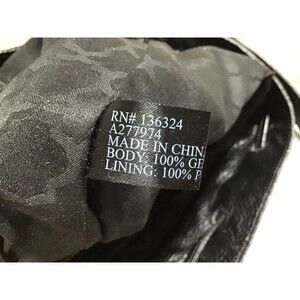 RN# 136324
A277974
MADE IN CHIN
BODY: 100% GE
LINING: 100% P